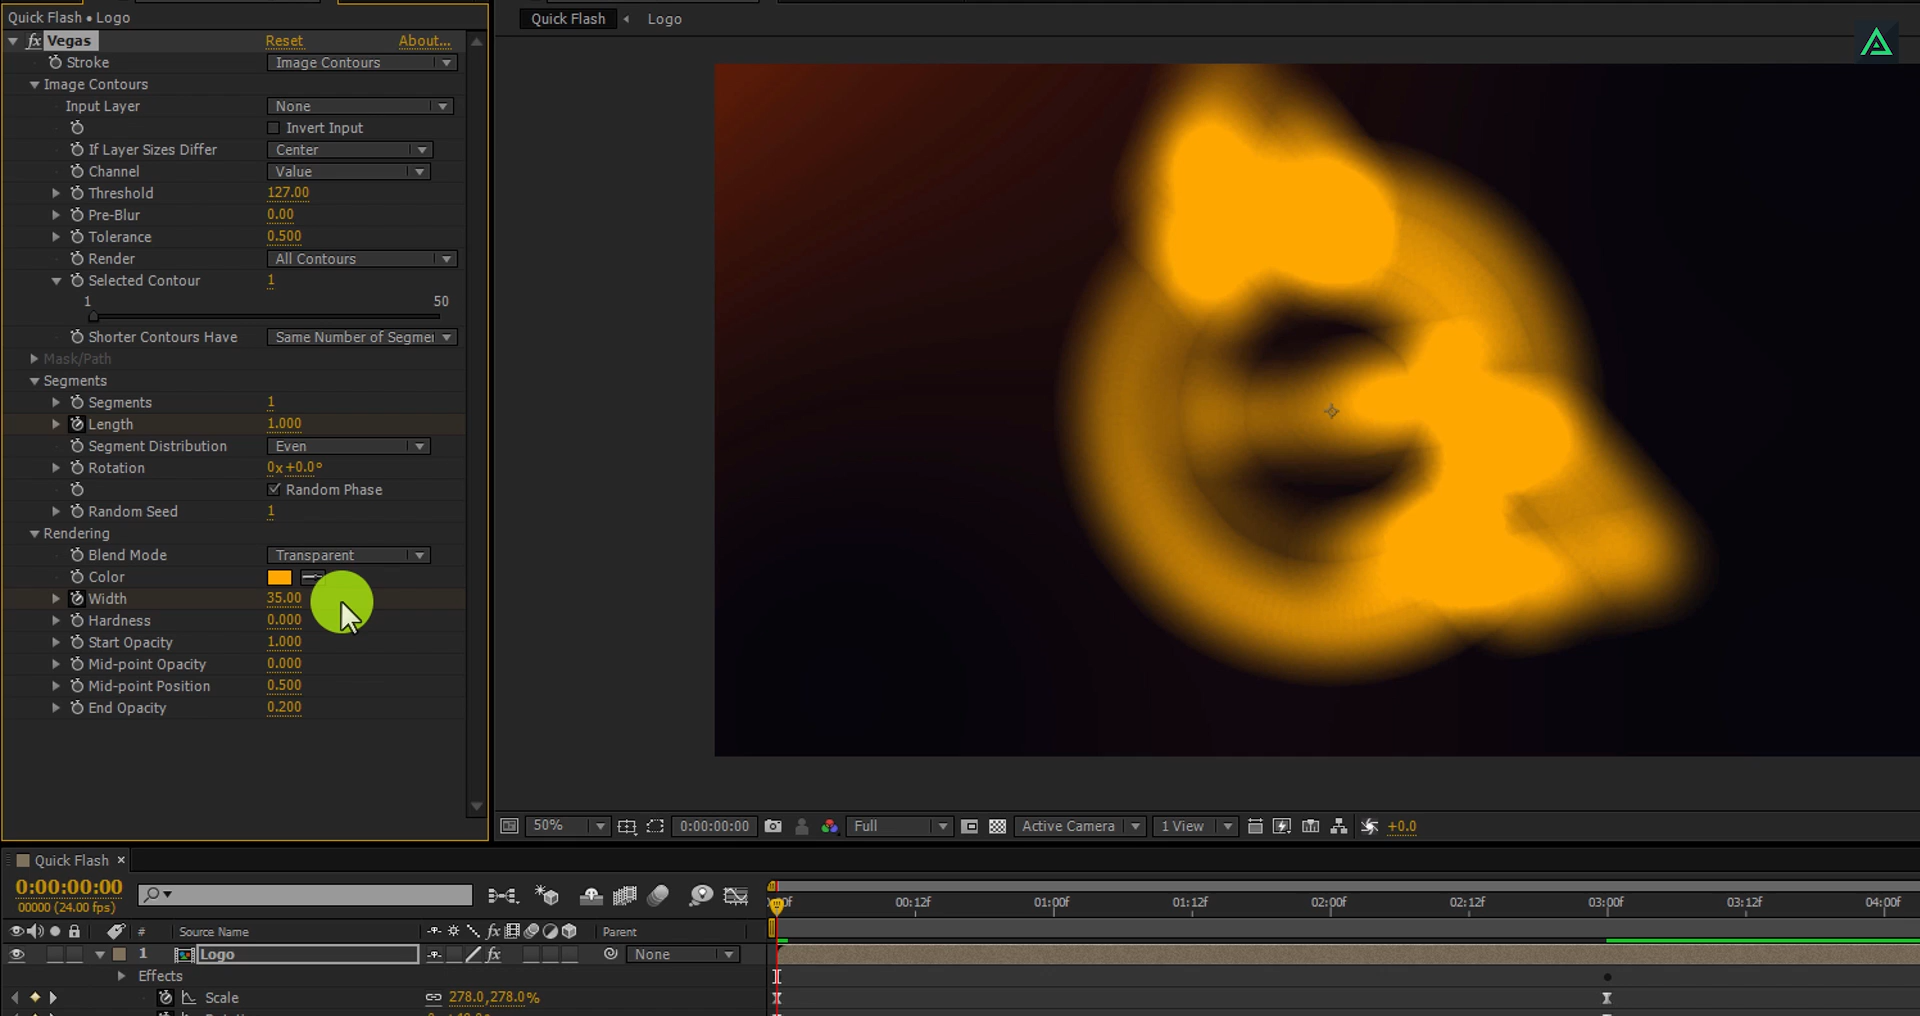 Quick Flash • Logo
fx Vegas Reset About...
Stroke Image Contours
Image Contours
Input Layer None
Invert Input
If Layer Sizes Differ Center
Channel Value
Threshold 127.00
Pre-Blur 0.00
Tolerance 0.500
Render All Contours
Selected Contour 1
1 50
Shorter Contours Have Same Number of Segmer
Mask/Path
Segments
Segments 1
Length 1.000
Segment Distribution Even
Rotation 0x+0.0°
Random Phase
Random Seed 1
Rendering
Blend Mode Transparent
Color
Width 35.00
Hardness 0.000
Start Opacity 1.000
Mid-point Opacity 0.000
Mid-point Position 0.500
End Opacity 0.200
Quick Flash Logo
50% 0:00:00:00 Full Active Camera 1 View +0.0
Quick Flash ×
0:00:00:00
00000 (24.00 fps)
00:12f 01:00f 01:12f 02:00f 02:12f 03:00f 03:12f 04:00f
# Source Name fx Parent
1 Logo fx None
Effects
Scale 278.0,278.0%